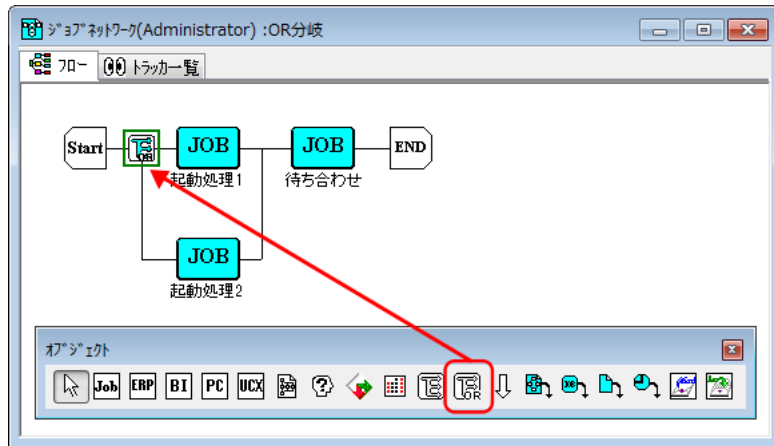 ｼﾞｮﾌﾞﾈｯﾄﾜｰｸ(Administrator) :OR分岐
ﾌﾛｰ ﾄﾗｯｶ一覧
Start OR JOB JOB END
起動処理1 待ち合わせ
JOB
起動処理2
ｵﾌﾞｼﾞｪｸﾄ
Job ERP BI PC UCX OR